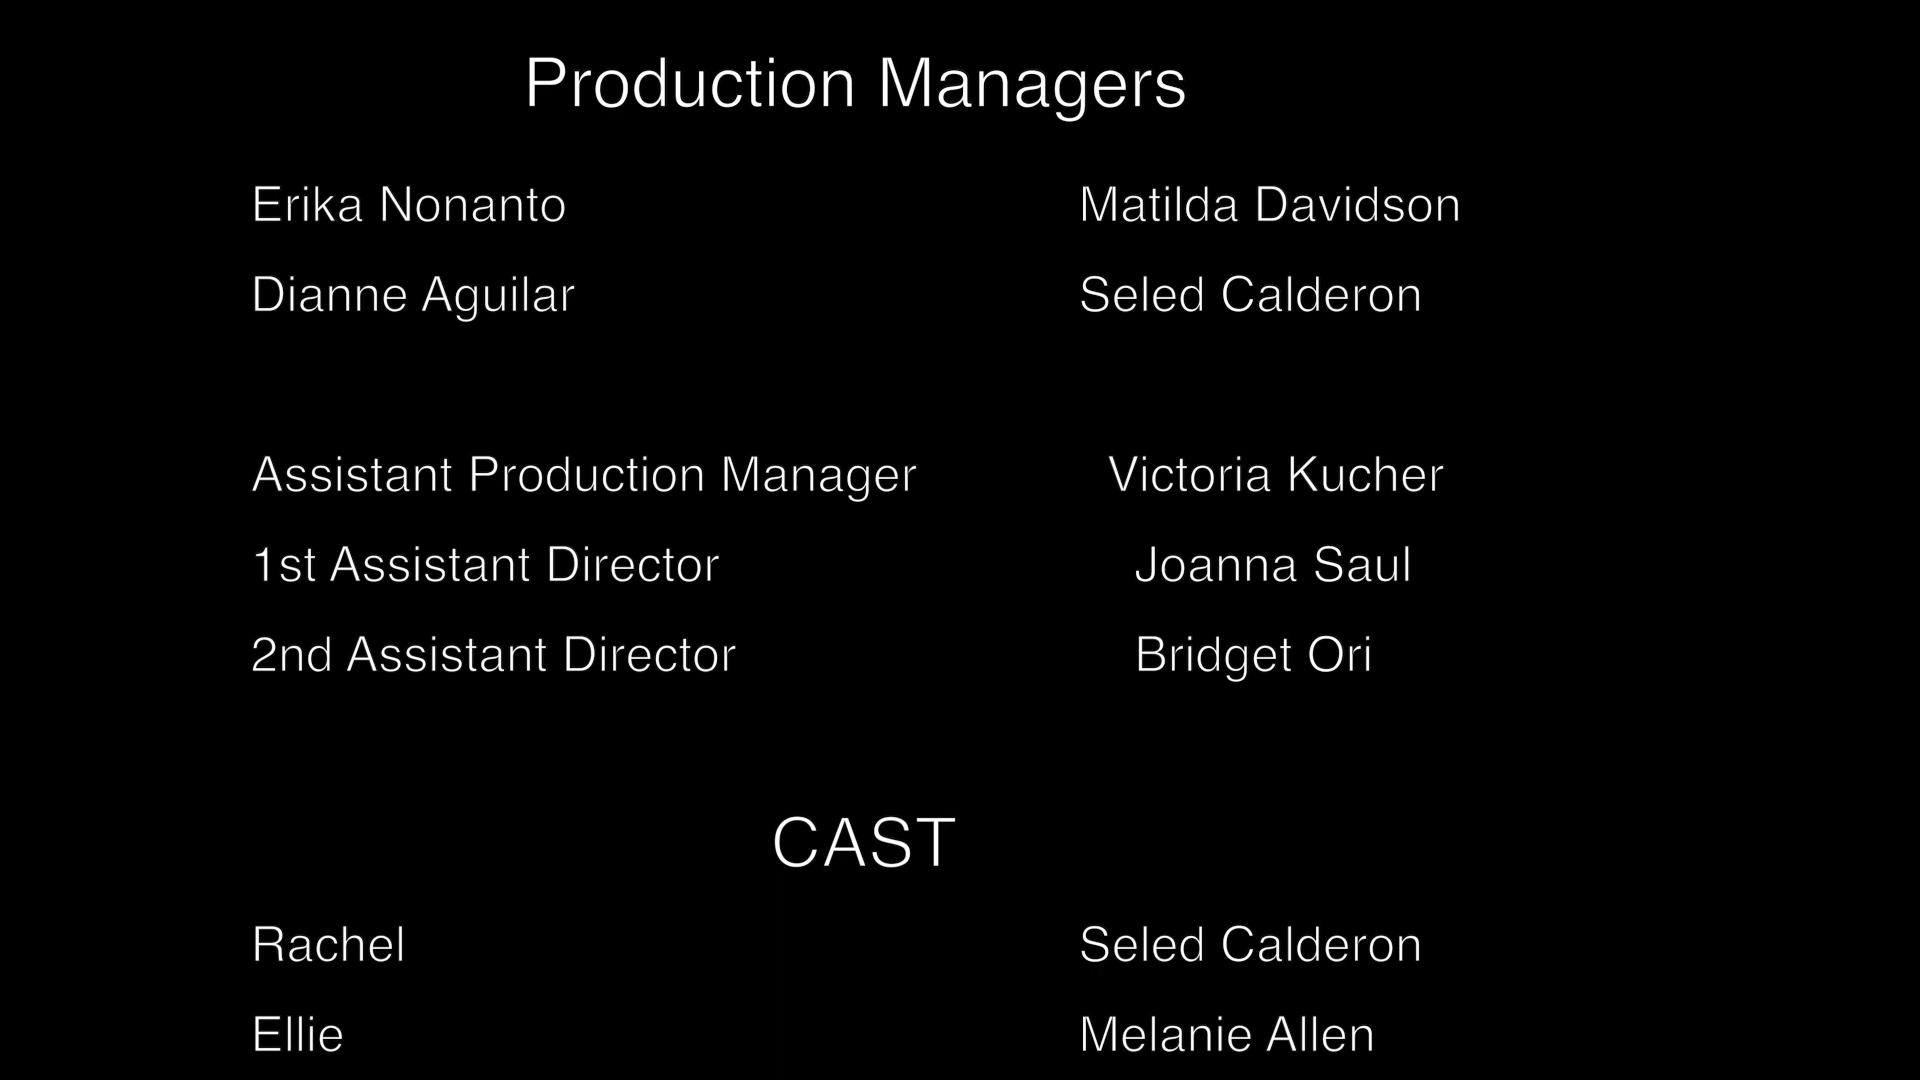 Production Managers
Erika Nonanto Matilda Davidson
Dianne Aguilar Seled Calderon
Assistant Production Manager Victoria Kucher
1st Assistant Director Joanna Saul
2nd Assistant Director Bridget Ori
CAST
Rachel Seled Calderon
Ellie Melanie Allen